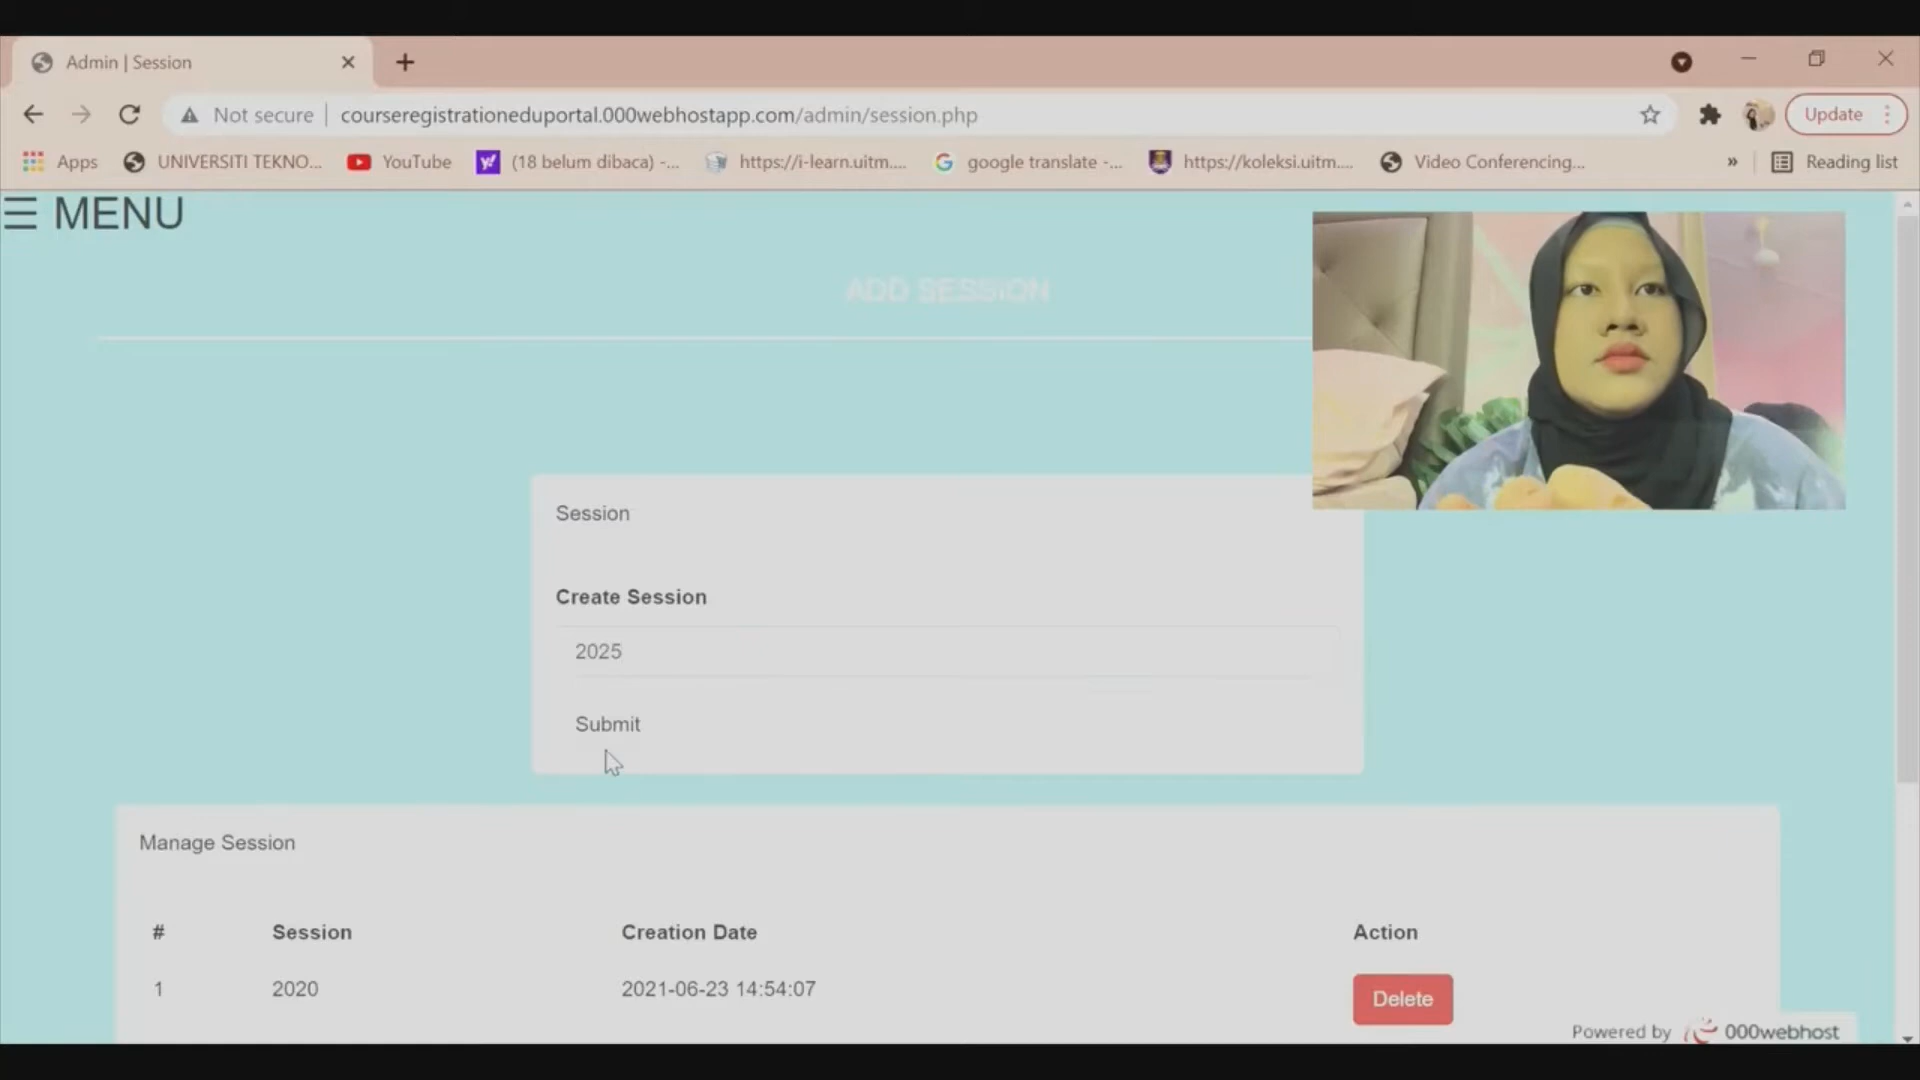 Admin | Session
Not secure | courseregistrationeduportal.000webhostapp.com/admin/session.php
Update
Apps
UNIVERSITI TEKNO...
YouTube
(18 belum dibaca) -...
https://i-learn.uitm....
google translate -...
https://koleksi.uitm....
Video Conferencing...
»
Reading list
☰ MENU
ADD SESSION
Session
Create Session
2025
Submit
Manage Session
# Session Creation Date Action
1 2020 2021-06-23 14:54:07 Delete
Powered by 000webhost